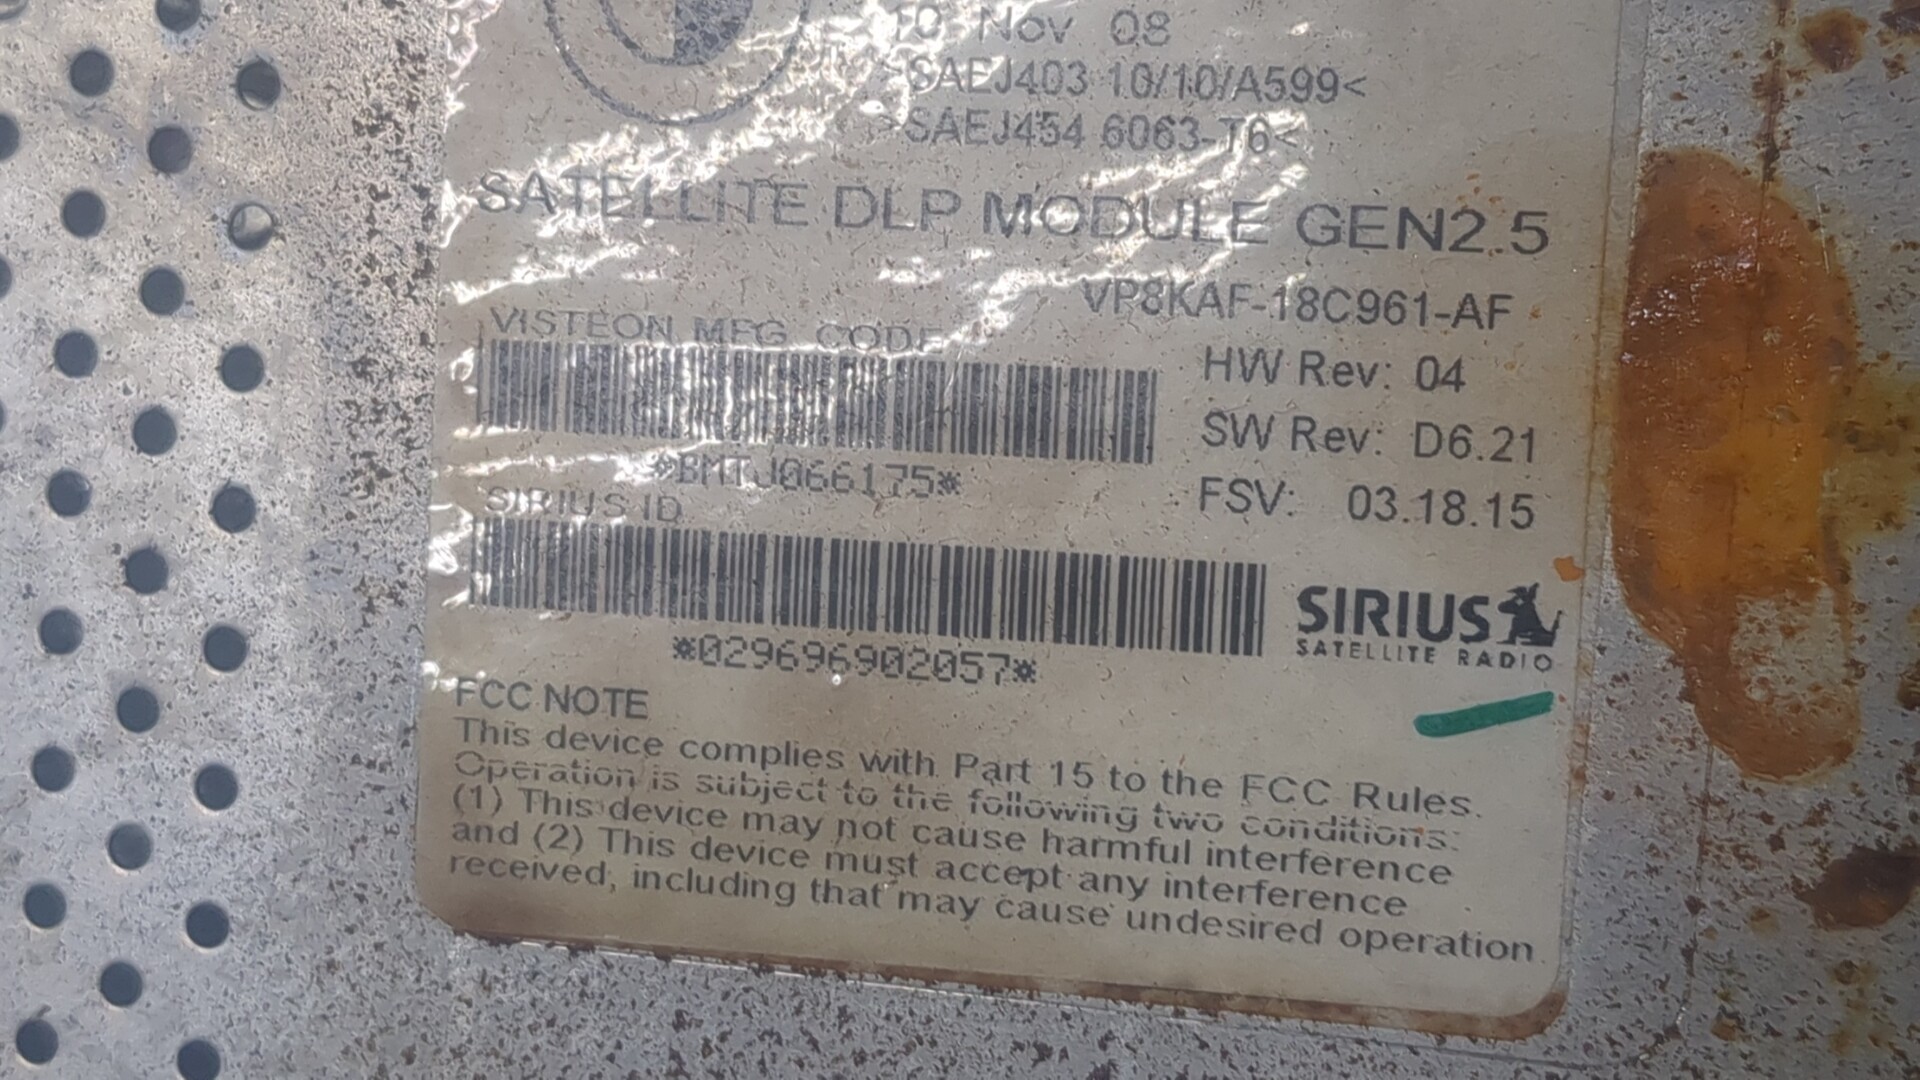 10 Nov 08
>SAEJ403 10/10/A599<
>SAEJ454 6063-T6<
SATELLITE DLP MODULE GEN2.5
VP8KAF-18C961-AF
VISTEON MFG. CODE
HW Rev: 04
SW Rev: D6.21
*BMTJ066175*
FSV: 03.18.15
SIRIUS ID
SIRIUS
SATELLITE RADIO
*029696902057*
FCC NOTE
This device complies with Part 15 to the FCC Rules.
Operation is subject to the following two conditions:
(1) This device may not cause harmful interference
and (2) This device must accept any interference
received, including that may cause undesired operation